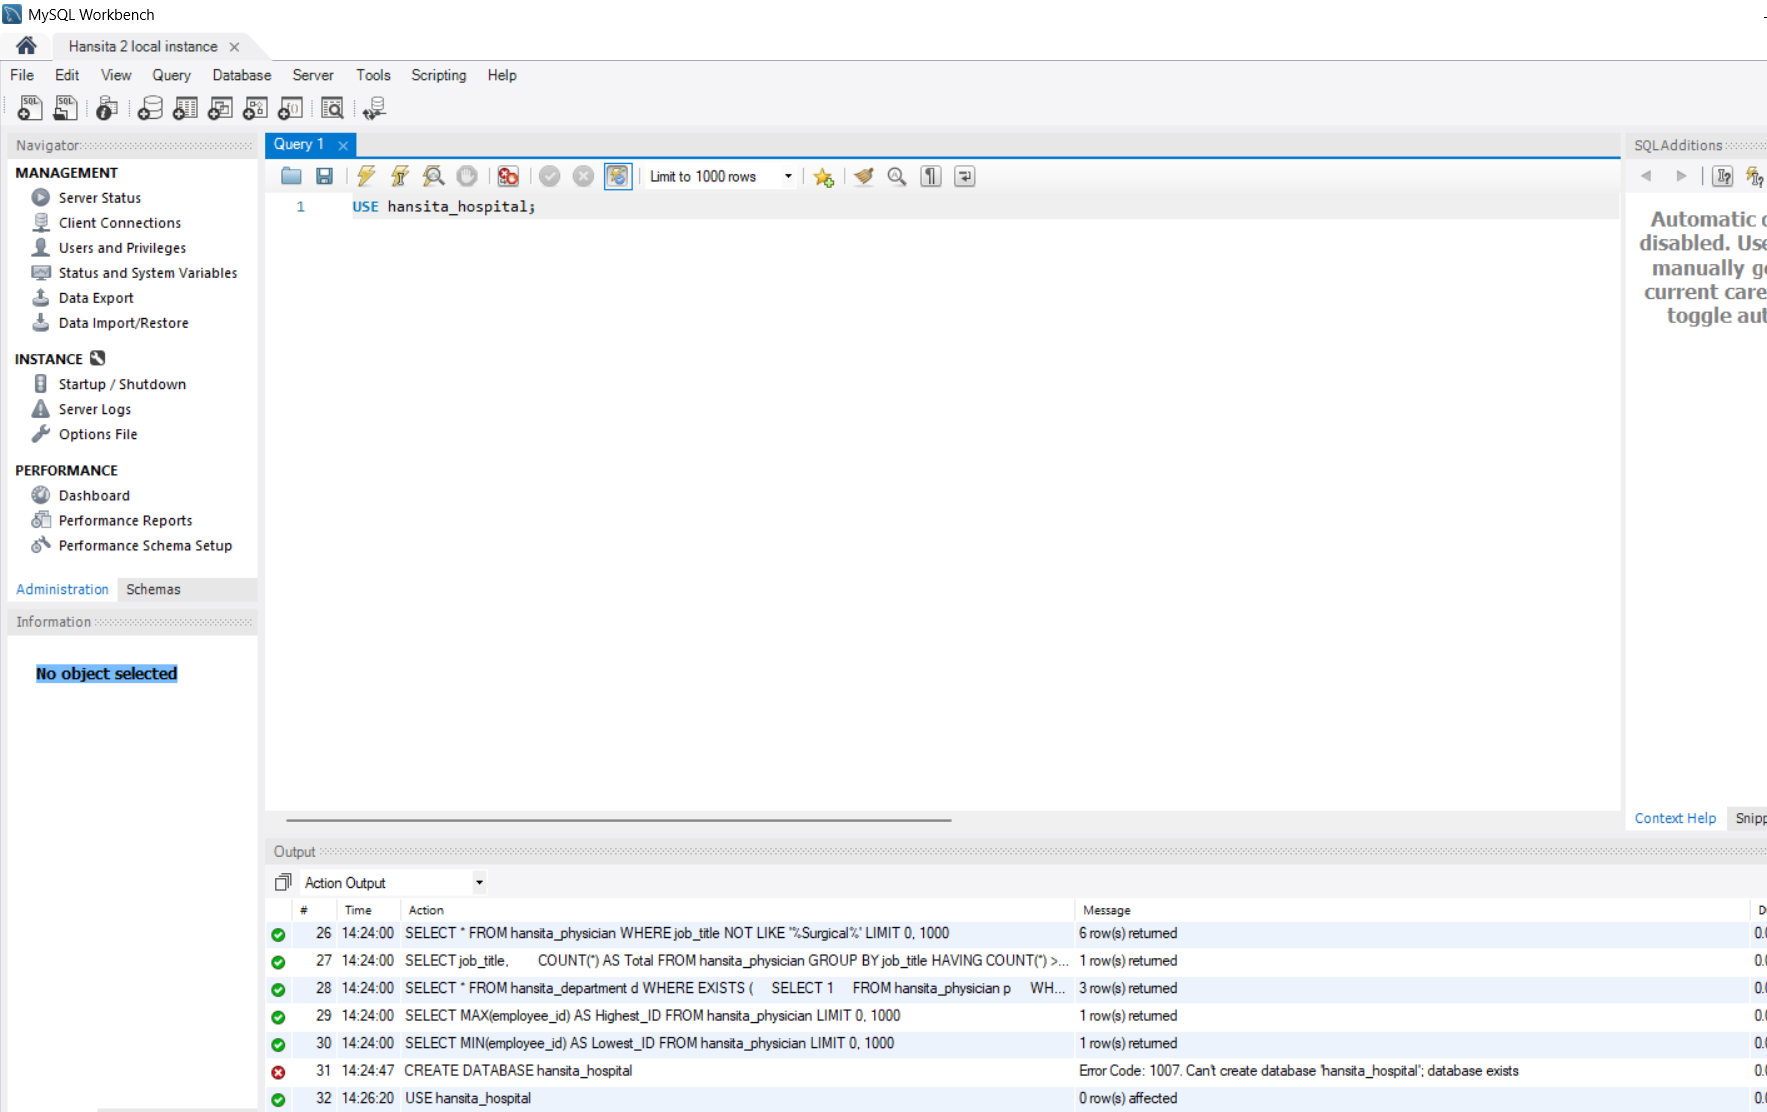 MySQL Workbench
Hansita 2 local instance
File Edit View Query Database Server Tools Scripting Help
Navigator
MANAGEMENT
Server Status
Client Connections
Users and Privileges
Status and System Variables
Data Export
Data Import/Restore
INSTANCE
Startup / Shutdown
Server Logs
Options File
PERFORMANCE
Dashboard
Performance Reports
Performance Schema Setup
Administration Schemas
Information
No object selected
Query 1
Limit to 1000 rows
1 USE hansita_hospital;
SQLAdditions
Automatic
disabled. Use
manually
current
toggle
Context Help
Output
Action Output
# Time Action Message
26 14:24:00 SELECT * FROM hansita_physician WHERE job_title NOT LIKE '%Surgical%' LIMIT 0, 1000 6 row(s) returned
27 14:24:00 SELECT job_title, COUNT(*) AS Total FROM hansita_physician GROUP BY job_title HAVING COUNT(*) >... 1 row(s) returned
28 14:24:00 SELECT * FROM hansita_department d WHERE EXISTS ( SELECT 1 FROM hansita_physician p WH... 3 row(s) returned
29 14:24:00 SELECT MAX(employee_id) AS Highest_ID FROM hansita_physician LIMIT 0, 1000 1 row(s) returned
30 14:24:00 SELECT MIN(employee_id) AS Lowest_ID FROM hansita_physician LIMIT 0, 1000 1 row(s) returned
31 14:24:47 CREATE DATABASE hansita_hospital Error Code: 1007. Can't create database 'hansita_hospital'; database exists
32 14:26:20 USE hansita_hospital 0 row(s) affected